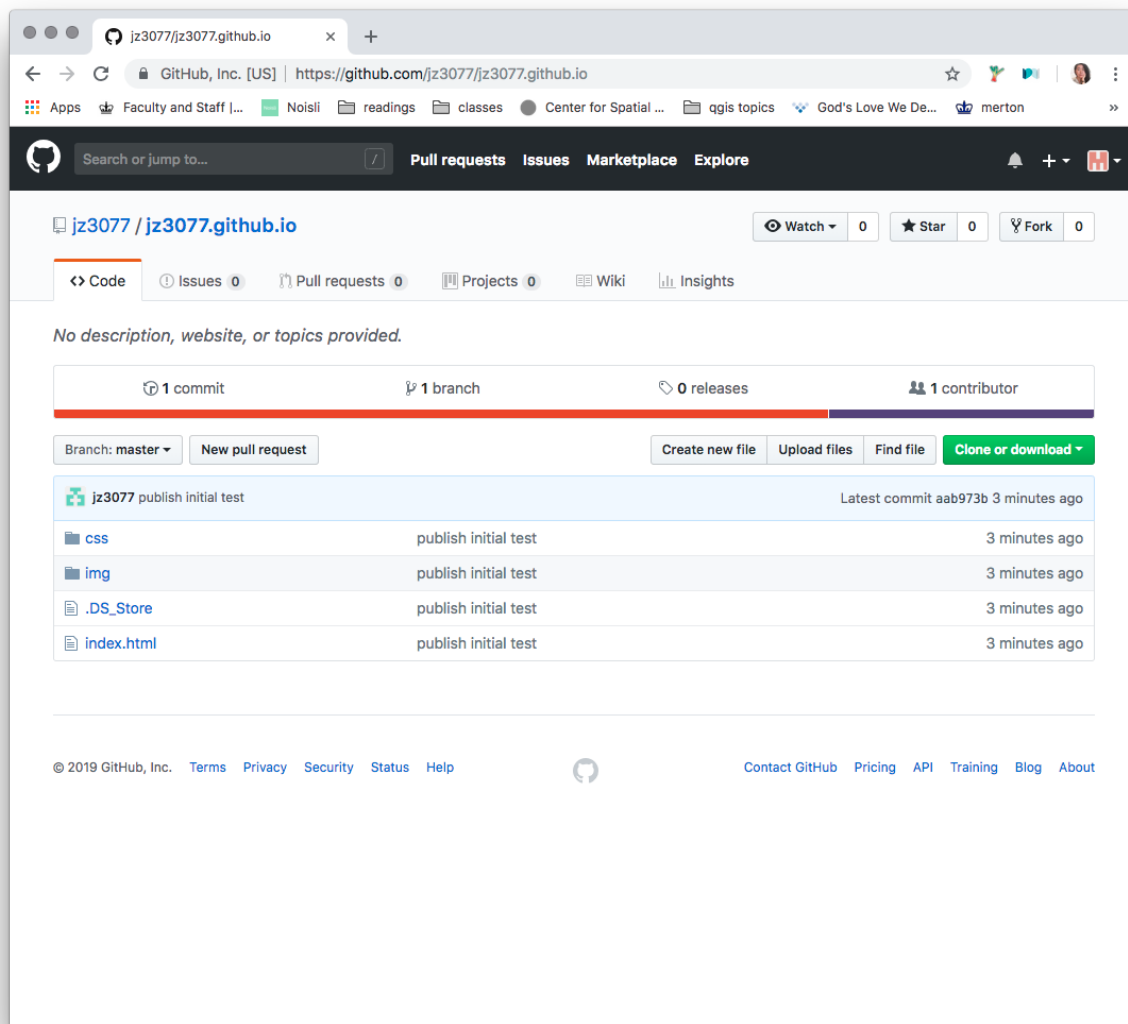 jz3077/jz3077.github.io
GitHub, Inc. [US] | https://github.com/jz3077/jz3077.github.io
Apps Faculty and Staff |... Noisli readings classes Center for Spatial ... qgis topics God's Love We De... merton »
Search or jump to... / Pull requests Issues Marketplace Explore
jz3077 / jz3077.github.io Watch 0 Star 0 Fork 0
Code Issues 0 Pull requests 0 Projects 0 Wiki Insights
No description, website, or topics provided.
1 commit 1 branch 0 releases 1 contributor
Branch: master New pull request Create new file Upload files Find file Clone or download
jz3077 publish initial test Latest commit aab973b 3 minutes ago
css publish initial test 3 minutes ago
img publish initial test 3 minutes ago
.DS_Store publish initial test 3 minutes ago
index.html publish initial test 3 minutes ago
© 2019 GitHub, Inc. Terms Privacy Security Status Help Contact GitHub Pricing API Training Blog About